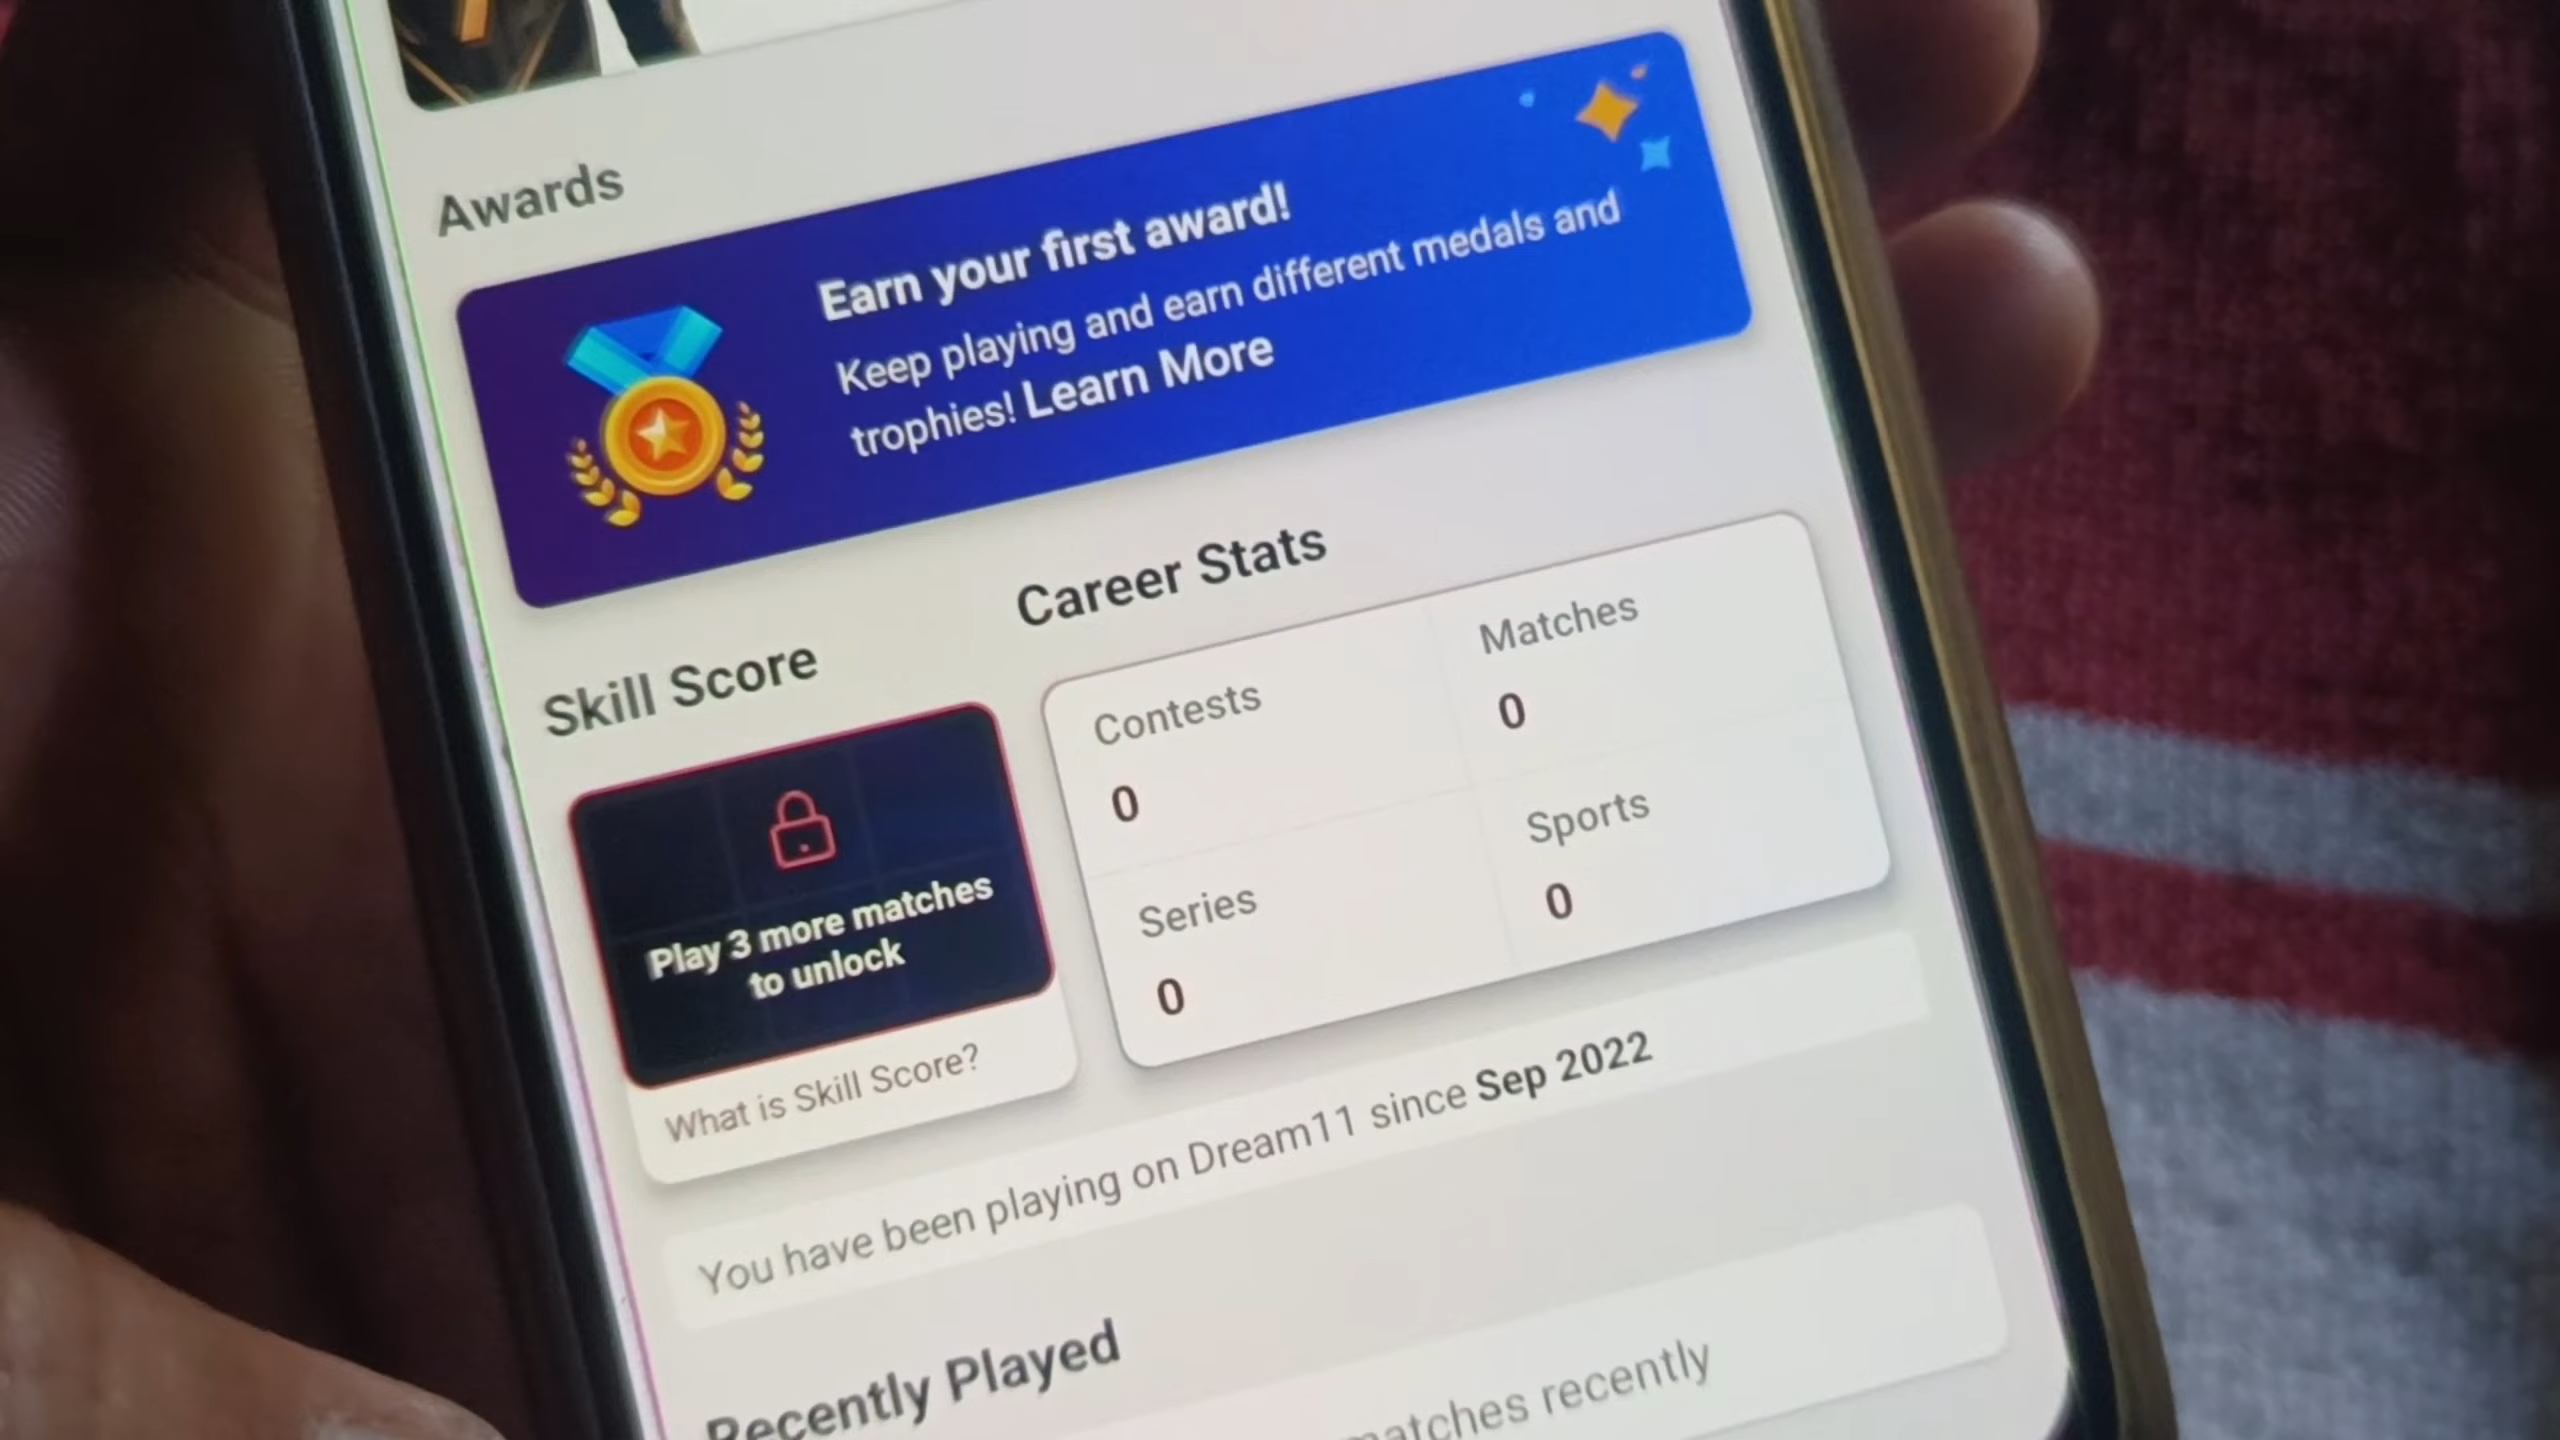 Awards
Earn your first award!
Keep playing and earn different medals and
trophies! Learn More
Skill Score
Play 3 more matches
to unlock
What is Skill Score?
Career Stats
Contests
0
Matches
0
Series
0
Sports
0
You have been playing on Dream11 since Sep 2022
Recently Played
matches recently